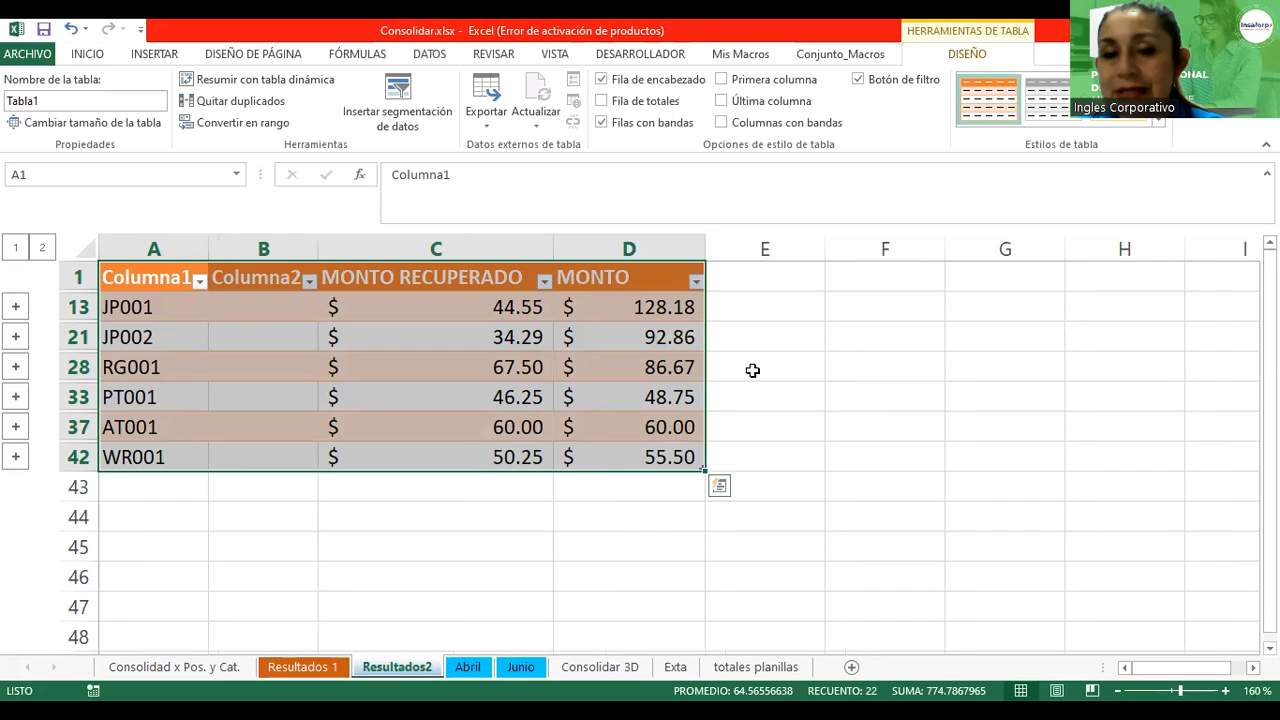 Consolidar.xlsx - Excel (Error de activación de productos)
HERRAMIENTAS DE TABLA
ARCHIVO INICIO INSERTAR DISEÑO DE PÁGINA FÓRMULAS DATOS REVISAR VISTA DESARROLLADOR Mis Macros Conjunto_Macros DISEÑO
Insaforp
Ingles Corporativo
Nombre de la tabla:
Tabla1
Cambiar tamaño de la tabla
Propiedades
Resumir con tabla dinámica
Quitar duplicados
Convertir en rango
Insertar segmentación de datos
Herramientas
Exportar Actualizar
Datos externos de tabla
Fila de encabezado Primera columna Botón de filtro
Fila de totales Última columna
Filas con bandas Columnas con bandas
Opciones de estilo de tabla
Estilos de tabla
A1 fx Columna1
1 2 A B C D E F G H I
1 Columna1 Columna2 MONTO RECUPERADO MONTO
13 JP001 $ 44.55 $ 128.18
21 JP002 $ 34.29 $ 92.86
28 RG001 $ 67.50 $ 86.67
33 PT001 $ 46.25 $ 48.75
37 AT001 $ 60.00 $ 60.00
42 WR001 $ 50.25 $ 55.50
43
44
45
46
47
48
Consolidad x Pos. y Cat. Resultados 1 Resultados2 Abril Junio Consolidar 3D Exta totales planillas
LISTO PROMEDIO: 64.56556638 RECUENTO: 22 SUMA: 774.7867965 160 %